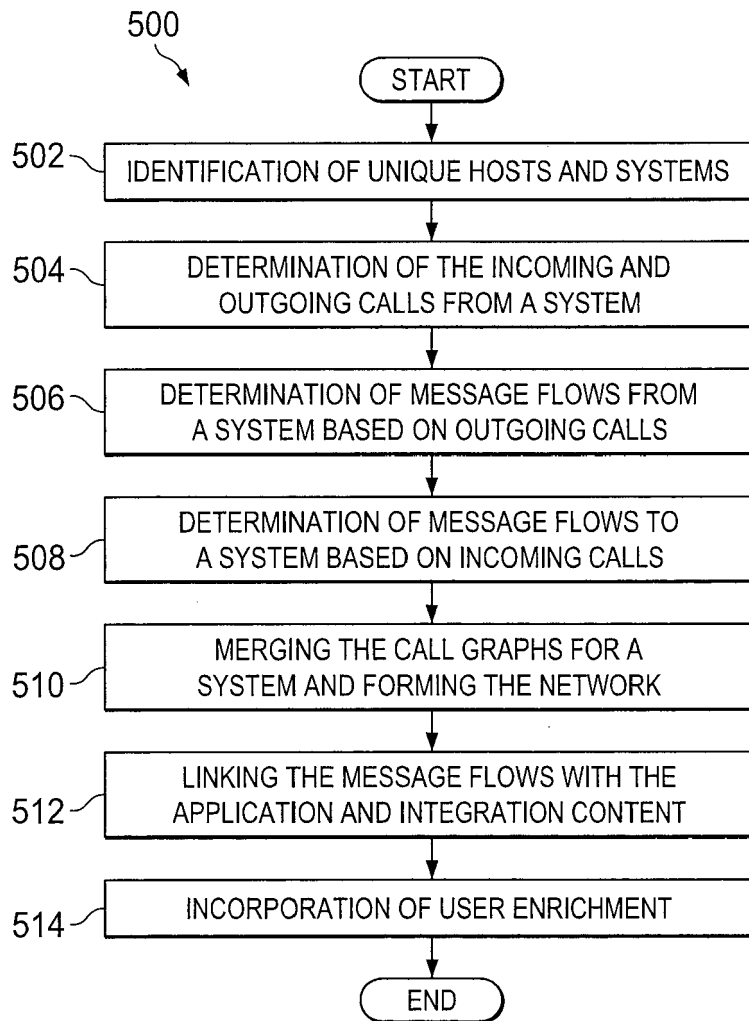 500
START
502
IDENTIFICATION OF UNIQUE HOSTS AND SYSTEMS
504
DETERMINATION OF THE INCOMING AND
OUTGOING CALLS FROM A SYSTEM
506
DETERMINATION OF MESSAGE FLOWS FROM
A SYSTEM BASED ON OUTGOING CALLS
508
DETERMINATION OF MESSAGE FLOWS TO
A SYSTEM BASED ON INCOMING CALLS
510
MERGING THE CALL GRAPHS FOR A
SYSTEM AND FORMING THE NETWORK
512
LINKING THE MESSAGE FLOWS WITH THE
APPLICATION AND INTEGRATION CONTENT
514
INCORPORATION OF USER ENRICHMENT
END